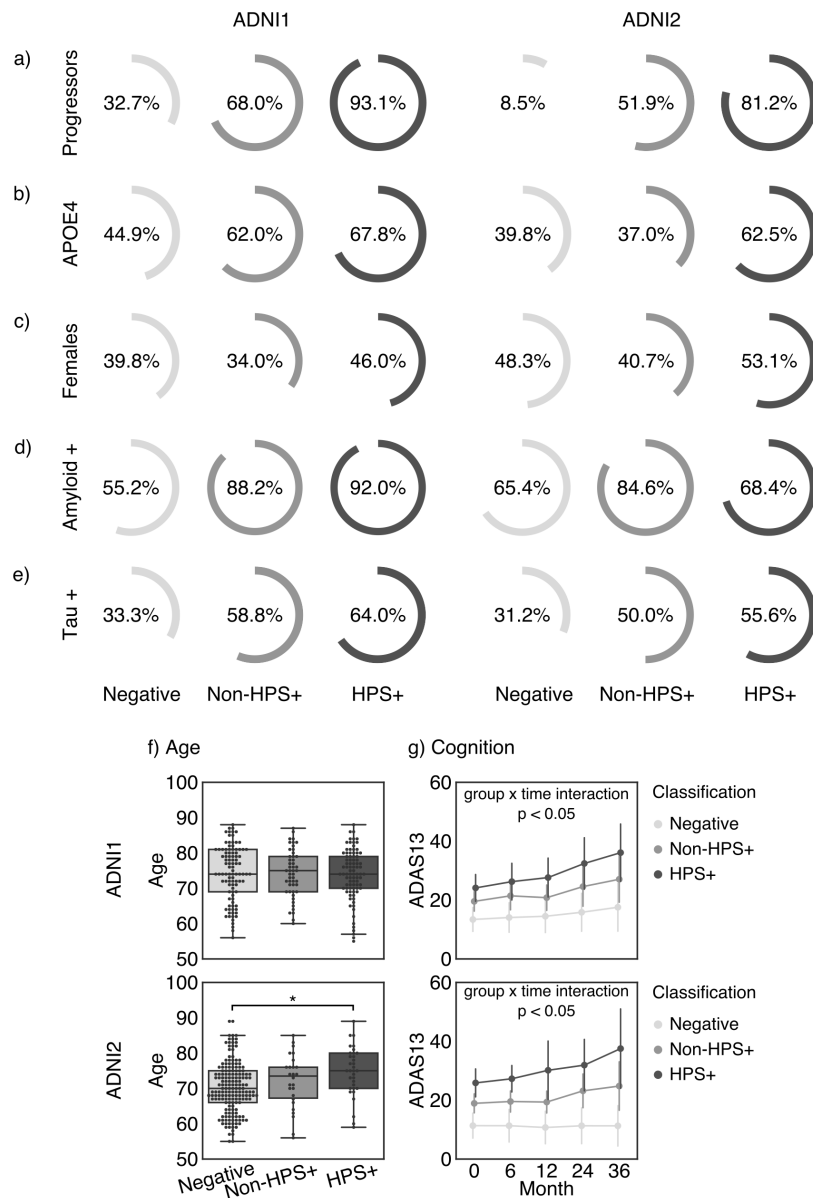 ADNI1 ADNI2
a) Progressors 32.7% 68.0% 93.1% 8.5% 51.9% 81.2%
b) APOE4 44.9% 62.0% 67.8% 39.8% 37.0% 62.5%
c) Females 39.8% 34.0% 46.0% 48.3% 40.7% 53.1%
d) Amyloid + 55.2% 88.2% 92.0% 65.4% 84.6% 68.4%
e) Tau + 33.3% 58.8% 64.0% 31.2% 50.0% 55.6%
Negative Non-HPS+ HPS+ Negative Non-HPS+ HPS+
f) Age
ADNI1
Age
100
90
80
70
60
50
ADNI2
Age
100
90
80
70
60
50
*
Negative Non-HPS+ HPS+
g) Cognition
ADAS13
60
40
20
0
group x time interaction
p < 0.05
Classification
Negative
Non-HPS+
HPS+
ADAS13
60
40
20
0
group x time interaction
p < 0.05
0 6 12 24 36
Month
Classification
Negative
Non-HPS+
HPS+